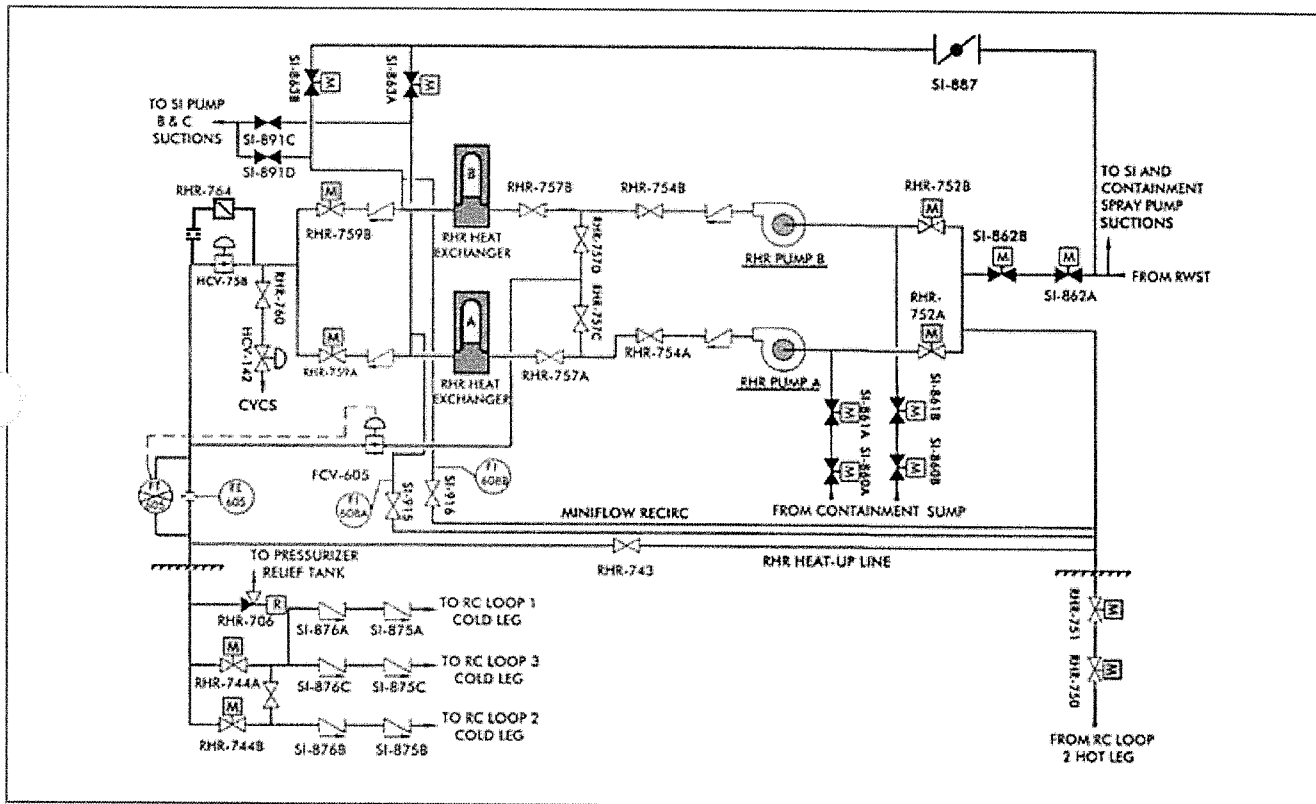 SI-863B
SI-863A
SI-887
TO SI PUMP
B & C
SUCTIONS
SI-891C
SI-891D
TO SI AND
CONTAINMENT
SPRAY PUMP
SUCTIONS
RHR-764
M
M
B
RHR-757B
RHR-754B
RHR-752B
M
M
RHR-759B
RHR HEAT
EXCHANGER
RHR-757D
RHR PUMP B
SI-862B
M
M
SI-862A
FROM RWST
HCV-758
RHR-760
RHR-757C
RHR-
752A
M
A
HCV-142
M
RHR-759A
RHR HEAT
EXCHANGER
RHR-757A
RHR-754A
RHR PUMP A
CVCS
SI-861A
M
SI-861B
M
FCV-605
SI-860A
M
SI-860B
M
FT
605
FE
605
FI
608A
SI-915
SI-916
FI
608B
FROM CONTAINMENT SUMP
MINIFLOW RECIRC
RHR-743
RHR HEAT-UP LINE
TO PRESSURIZER
RELIEF TANK
RHR-706
R
SI-876A
SI-875A
TO RC LOOP 1
COLD LEG
M
RHR-744A
SI-876C
SI-875C
TO RC LOOP 3
COLD LEG
M
RHR-744B
SI-876B
SI-875B
TO RC LOOP 2
COLD LEG
RHR-751
M
RHR-750
M
FROM RC LOOP
2 HOT LEG